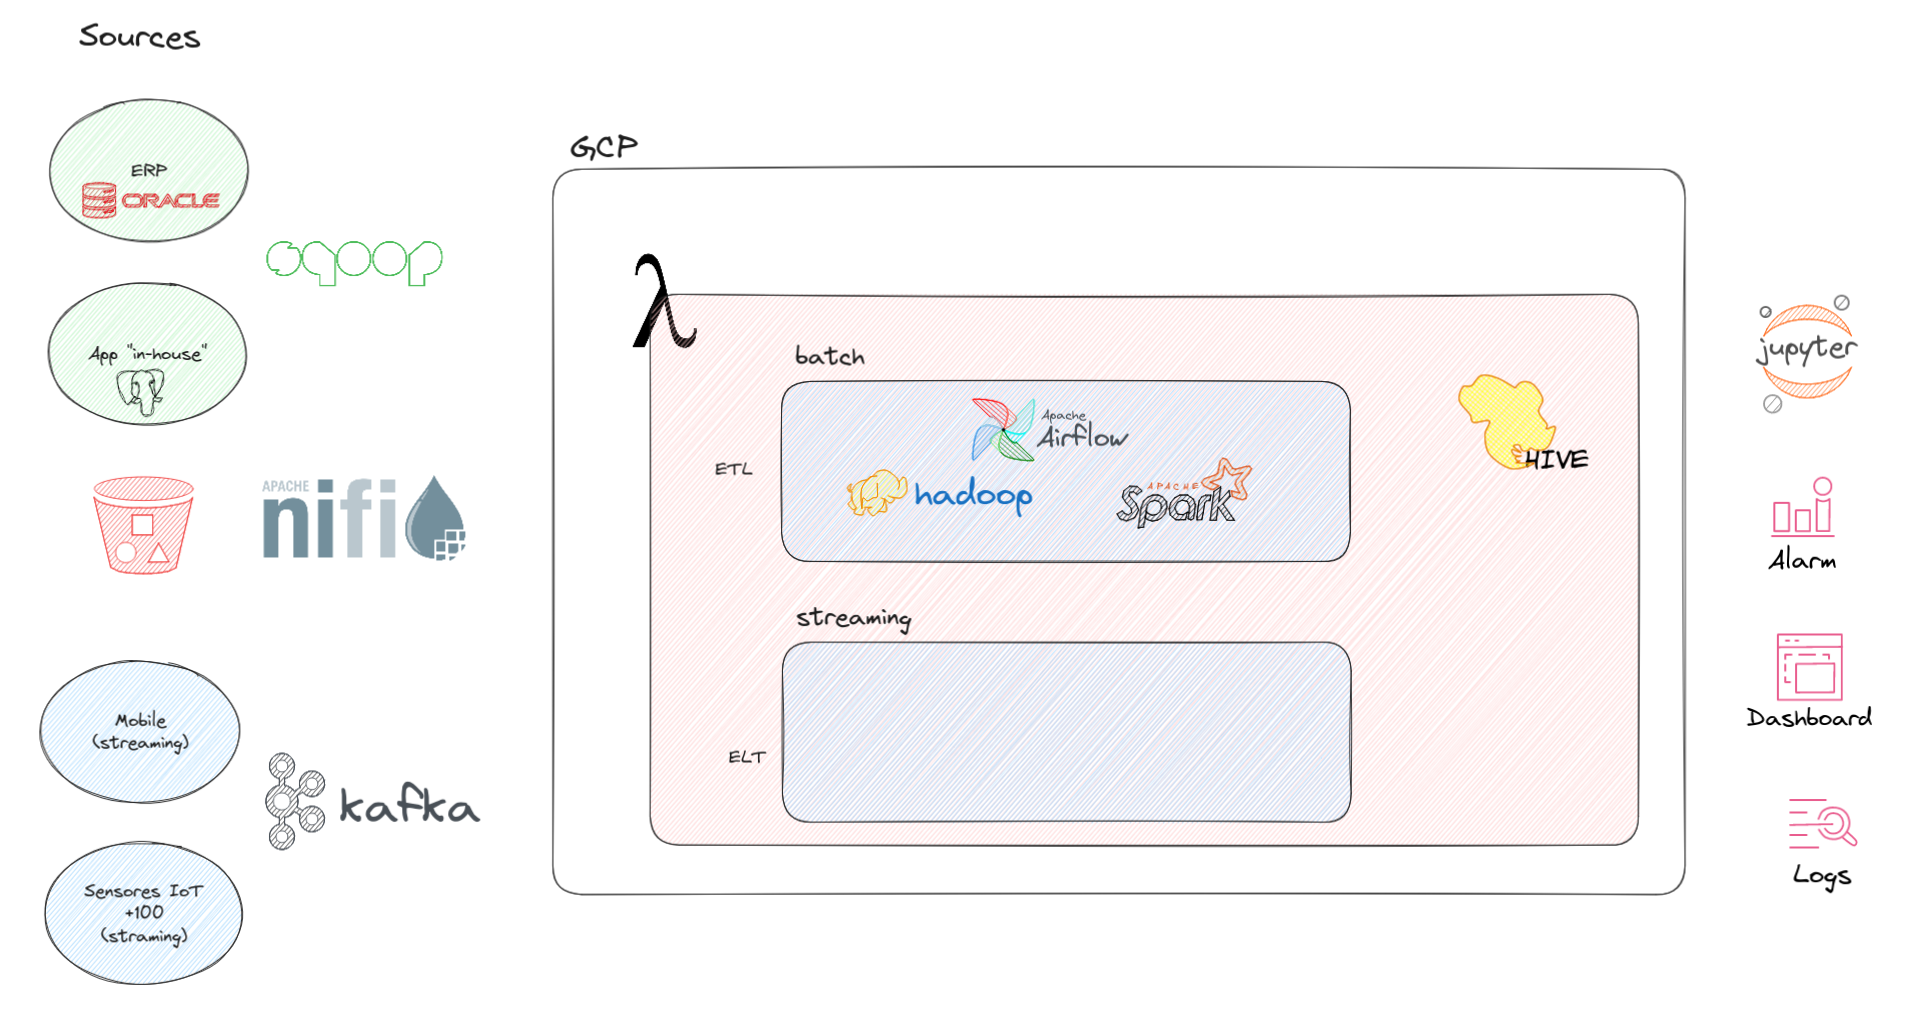 Sources
ERP
ORACLE
sqoop
App "in-house"
APACHE
nifi
Mobile
(streaming)
kafka
Sensores IoT
+100
(straming)
GCP
λ
batch
ETL
Apache
Airflow
hadoop
APACHE
Spark
HIVE
streaming
ELT
jupyter
Alarm
Dashboard
Logs